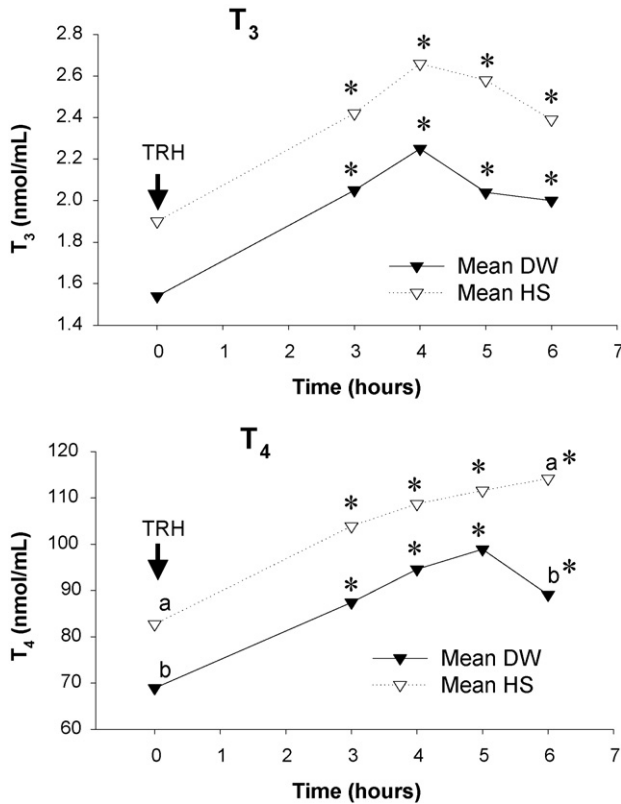 T3
2.8
2.6
2.4
2.2
2.0
1.8
1.6
1.4
T3 (nmol/mL)
* * * *
TRH
* * * *
Mean DW
Mean HS
0 1 2 3 4 5 6 7
Time (hours)
T4
120
110
100
90
80
70
60
T4 (nmol/mL)
* * * a *
TRH
a
* * * b *
b
Mean DW
Mean HS
0 1 2 3 4 5 6 7
Time (hours)